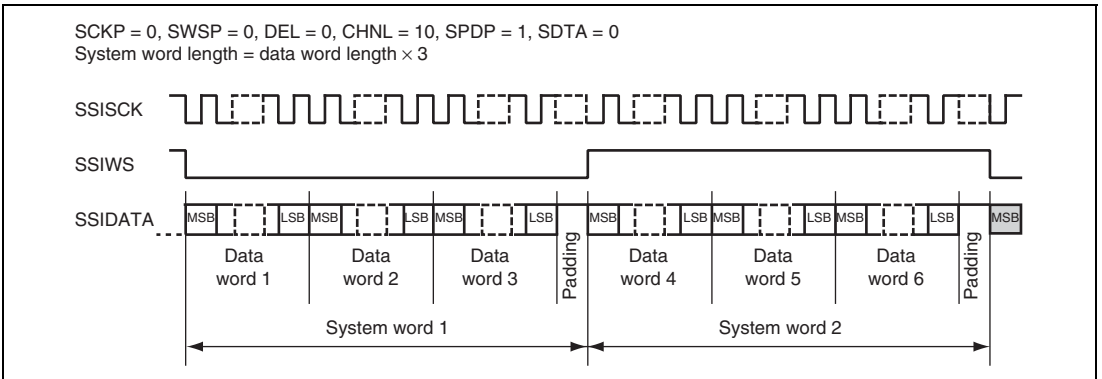 SCKP = 0, SWSP = 0, DEL = 0, CHNL = 10, SPDP = 1, SDTA = 0
System word length = data word length × 3
SSISCK
SSIWS
SSIDATA
MSB LSB MSB LSB MSB LSB MSB LSB MSB LSB MSB LSB MSB
Data word 1
Data word 2
Data word 3
Padding
Data word 4
Data word 5
Data word 6
Padding
System word 1
System word 2